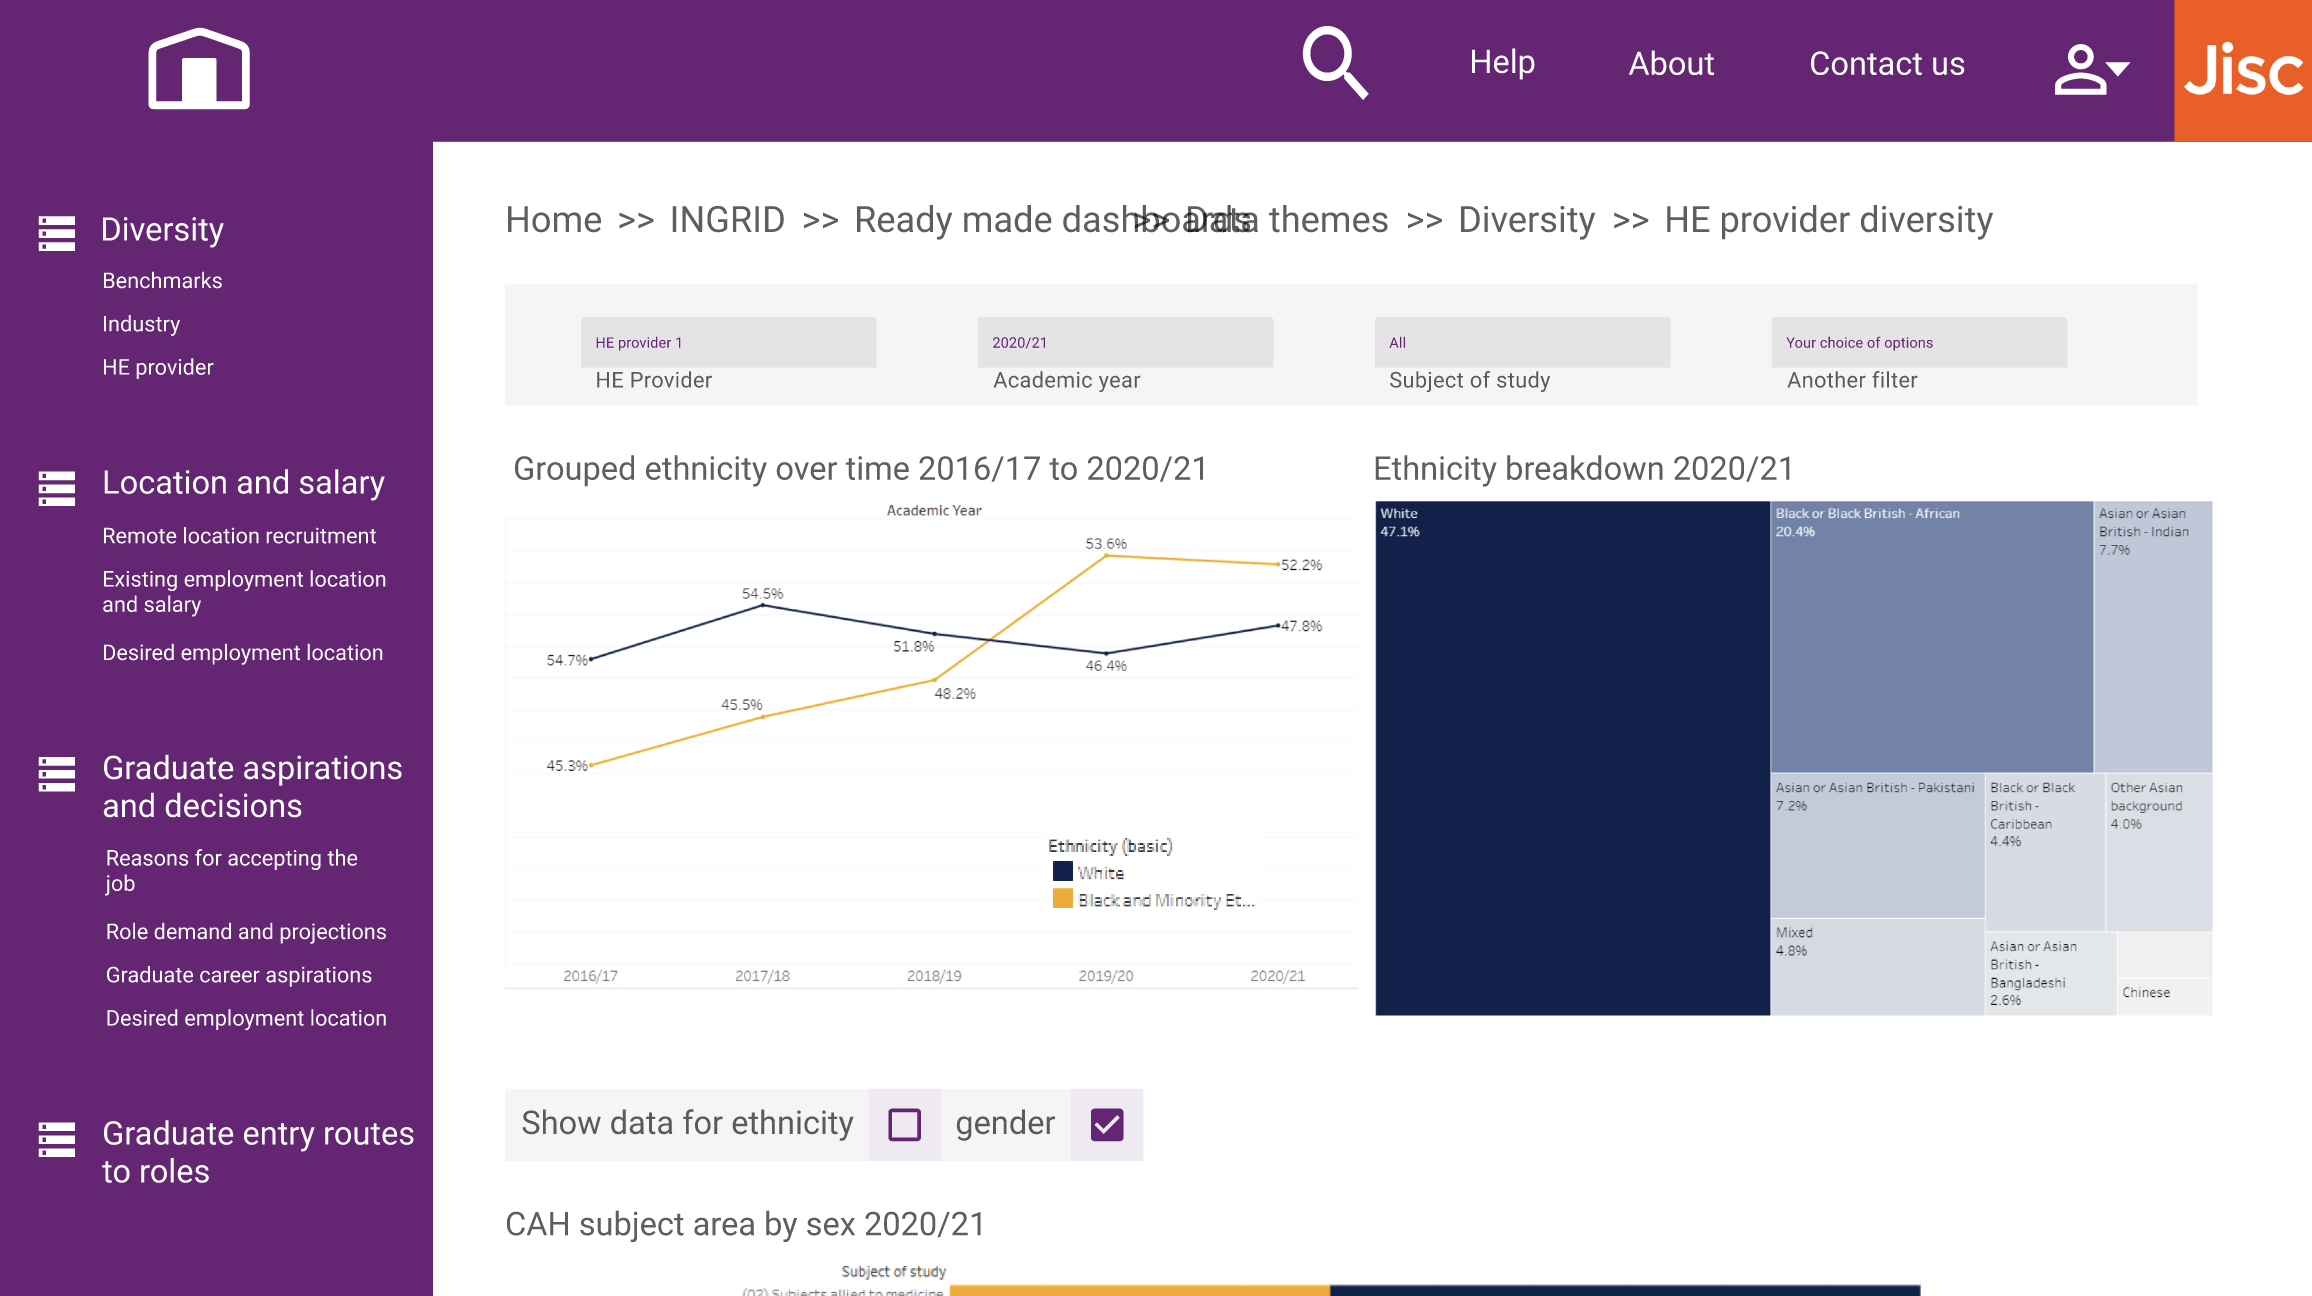 Help
About
Contact us
Jisc
Diversity
Benchmarks
Industry
HE provider
Location and salary
Remote location recruitment
Existing employment location
and salary
Desired employment location
Graduate aspirations
and decisions
Reasons for accepting the
job
Role demand and projections
Graduate career aspirations
Desired employment location
Graduate entry routes
to roles
Home >> INGRID >> Ready made dashboards >> Data themes >> Diversity >> HE provider diversity
HE provider 1
HE Provider
2020/21
Academic year
All
Subject of study
Your choice of options
Another filter
Grouped ethnicity over time 2016/17 to 2020/21
Academic Year
53.6%
52.2%
54.5%
47.8%
51.8%
54.7%
46.4%
48.2%
45.5%
45.3%
Ethnicity (basic)
White
Black and Minority Et...
2016/17
2017/18
2018/19
2019/20
2020/21
Ethnicity breakdown 2020/21
White
47.1%
Black or Black British - African
20.4%
Asian or Asian
British - Indian
7.7%
Asian or Asian British - Pakistani
7.2%
Black or Black
British -
Caribbean
4.4%
Other Asian
background
4.0%
Mixed
4.8%
Asian or Asian
British -
Bangladeshi
2.6%
Chinese
Show data for ethnicity
gender
CAH subject area by sex 2020/21
Subject of study
(02) Subjects allied to medicine